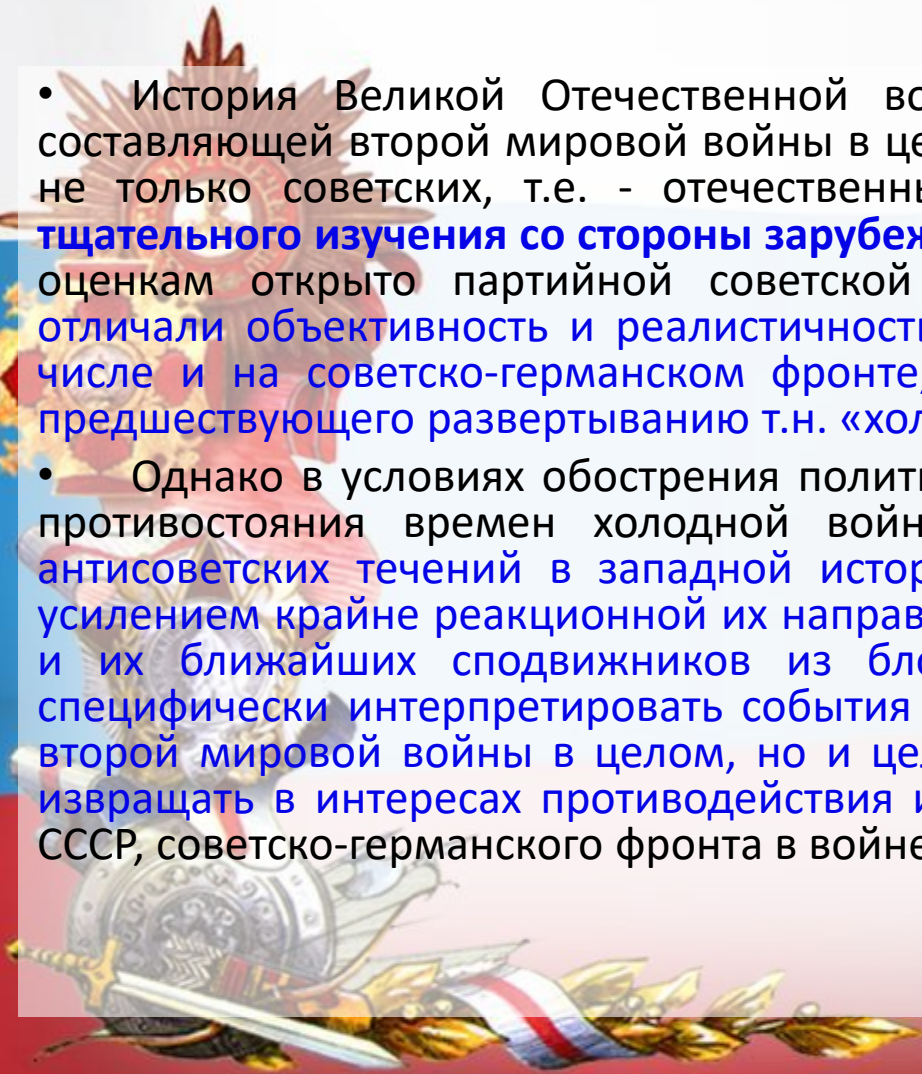 • История Великой Отечественной во
составляющей второй мировой войны в це
не только советских, т.е. - отечественны
тщательного изучения со стороны зарубеж
оценкам открыто партийной советской
отличали объективность и реалистичност
числе и на советско-германском фронте,
предшествующего развертыванию т.н. «хол
• Однако в условиях обострения полит
противостояния времен холодной войн
антисоветских течений в западной истор
усилением крайне реакционной их направ
и их ближайших сподвижников из бло
специфически интерпретировать события
второй мировой войны в целом, но и цел
извращать в интересах противодействия и
СССР, советско-германского фронта в войне